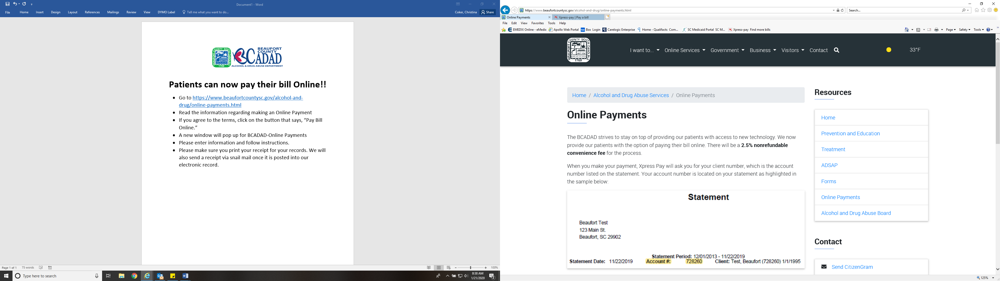 Document1 - Word
File Home Insert Design Layout References Mailings Review View DYMO Label Tell me what you want to do...
Coker, Christina Share
BEAUFORT COUNTY SOUTH CAROLINA
1769
BEAUFORT
COUNTY
BCADAD
ALCOHOL & DRUG ABUSE DEPARTMENT
Patients can now pay their bill Online!!
• Go to https://www.beaufortcountysc.gov/alcohol-and-
drug/online-payments.html
• Read the information regarding making an Online Payment
• If you agree to the terms, click on the button that says, “Pay Bill
Online.”
• A new window will pop up for BCADAD-Online Payments
• Please enter information and follow instructions.
• Please make sure you print your receipt for your records. We will
also send a receipt via snail mail once it is posted into our
electronic record.
Page 1 of 1 75 words
100%
Type here to search
8:38 AM
1/21/2020
2
https://www.beaufortcountysc.gov/alcohol-and-drug/online-payments.html
Search...
Online Payments
Xpress-pay | Pay a bill
File Edit View Favorites Tools Help
EMEDIX Online - eMedix Apollo Web Portal box Box Login Carelogic Enterprise Home - Qualifacts Com... SC Medicaid Portal SC M... Xpress-pay Find more bills
Page Safety Tools
BEAUFORT COUNTY SOUTH CAROLINA
1769
I want to... Online Services Government Business Visitors Contact
33°F
Home / Alcohol and Drug Abuse Services / Online Payments
Online Payments
The BCADAD strives to stay on top of providing our patients with access to new technology. We now
provide our patients with the option of paying their bill online. There will be a 2.5% nonrefundable
convenience fee for the process.
When you make your payment, Xpress Pay will ask you for your client number, which is the account
number listed on the statement. Your account number is located on your statement as highlighted in
the sample below:
Statement
Beaufort Test
123 Main St.
Beaufort, SC 29902
Statement Period: 12/01/2013 - 11/22/2019
Statement Date: 11/22/2019 Account #: 728260 Client: Test, Beaufort (728260) 1/1/1995
Resources
Home
Prevention and Education
Treatment
ADSAP
Forms
Online Payments
Alcohol and Drug Abuse Board
Contact
Send CitizenGram
125%